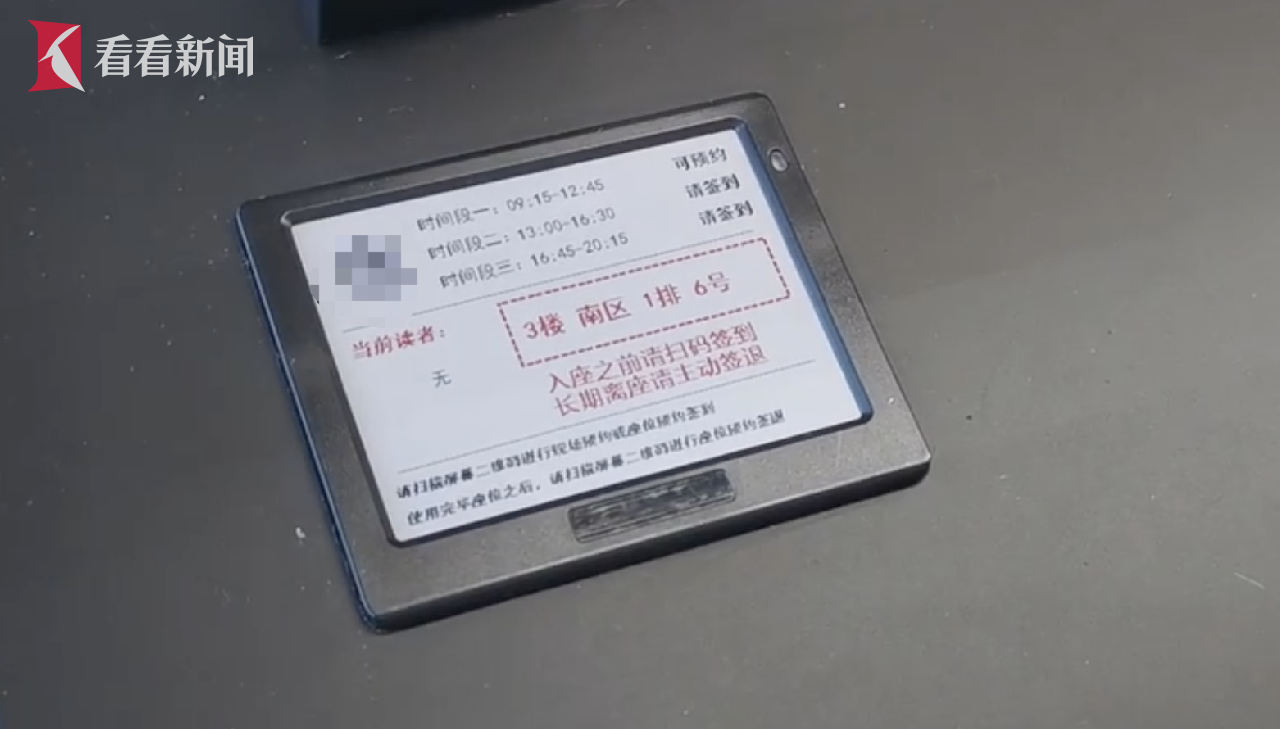 看看新闻
时间段一：09:15-12:45 可预约
时间段二：13:00-16:30 请签到
时间段三：16:45-20:15 请签到
当前读者：
无
3楼 南区 1排 6号
入座之前请扫码签到
长期离座请主动签退
请扫描屏幕二维码进行现场预约或座位预约签到
使用完毕座位之后，请扫描屏幕二维码进行座位预约签退